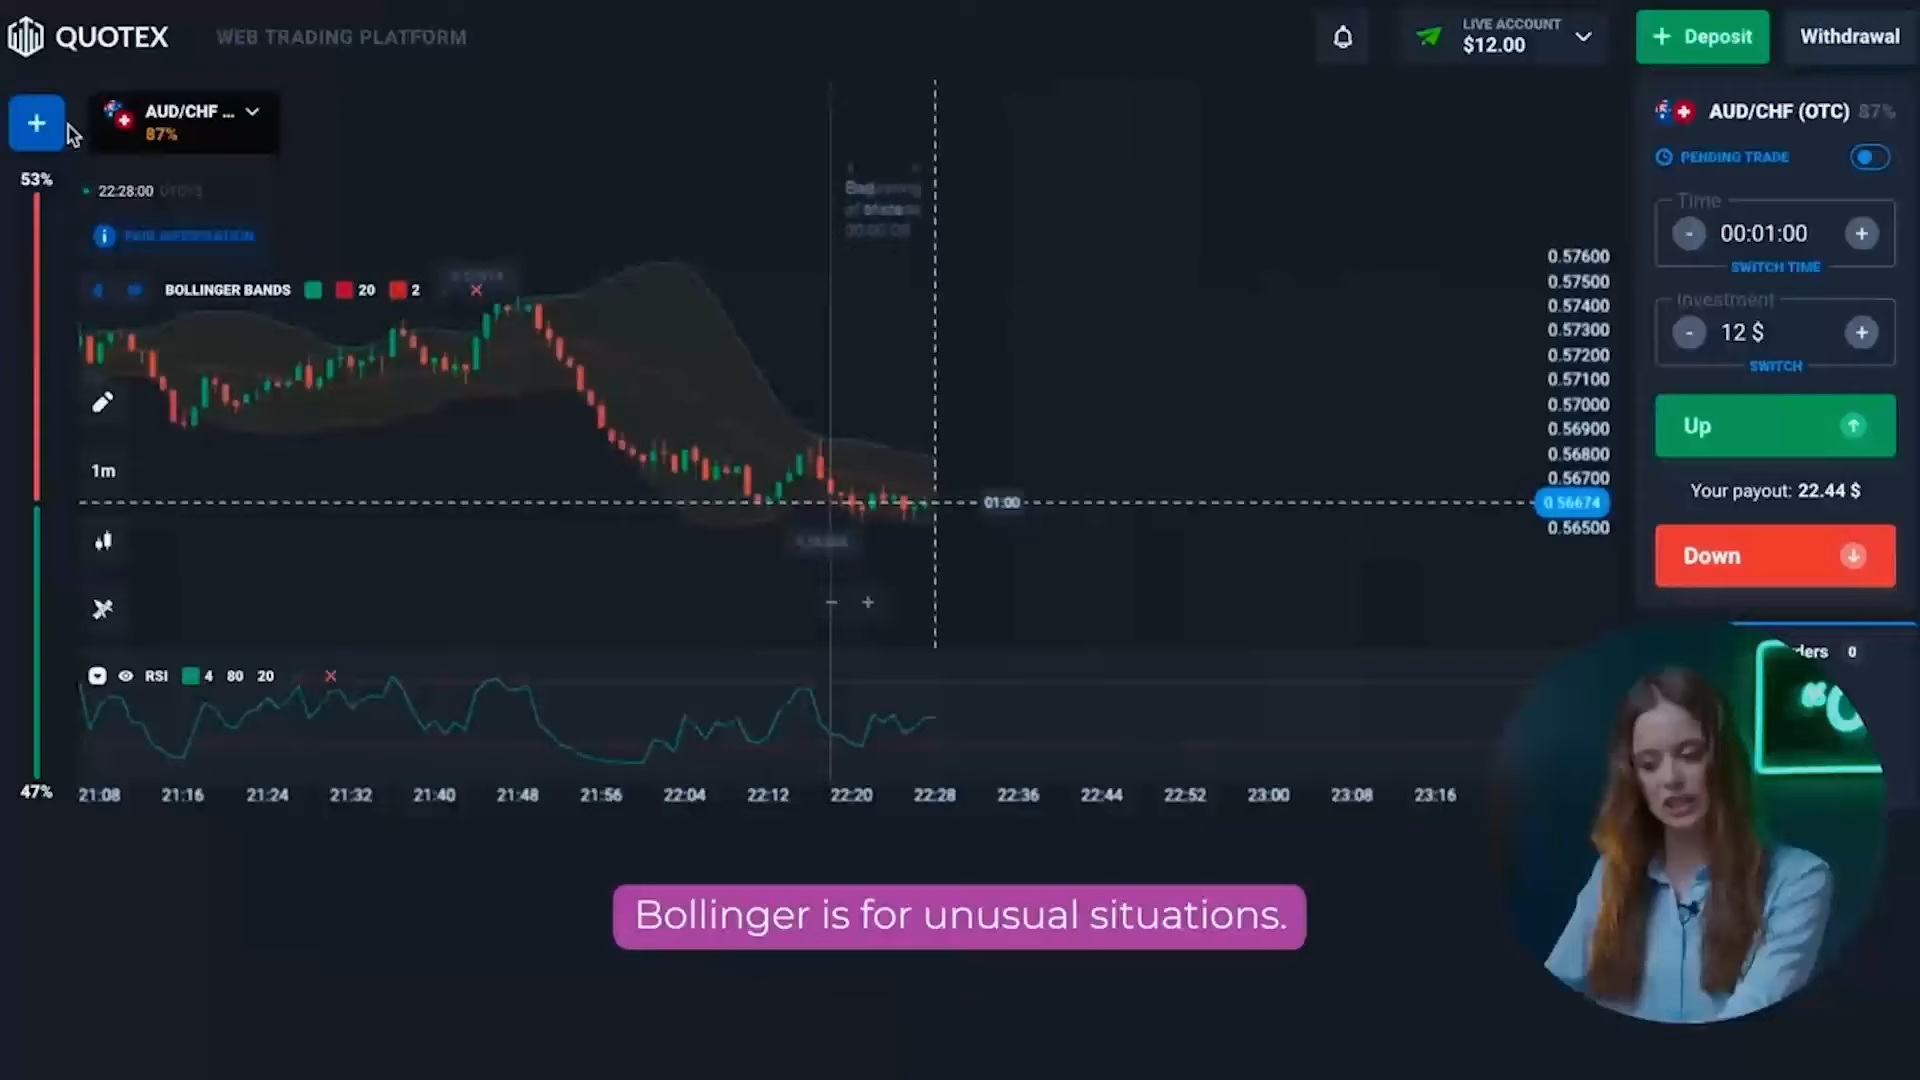 QUOTEX
WEB TRADING PLATFORM
LIVE ACCOUNT
$12.00
+ Deposit
Withdrawal
+
AUD/CHF ...
87%
AUD/CHF (OTC) 87%
PENDING TRADE
53%
22:28:00
Time
- 00:01:00 +
SWITCH TIME
BOLLINGER BANDS 20 2
Investment
- 12 $ +
SWITCH
0.57600
0.57500
0.57400
0.57300
0.57200
0.57100
0.57000
0.56900
0.56800
0.56700
0.56674
0.56500
01:00
Up
Your payout: 22.44 $
Down
1m
- +
RSI 4 80 20
0
47%
21:08 21:16 21:24 21:32 21:40 21:48 21:56 22:04 22:12 22:20 22:28 22:36 22:44 22:52 23:00 23:08 23:16
Bollinger is for unusual situations.